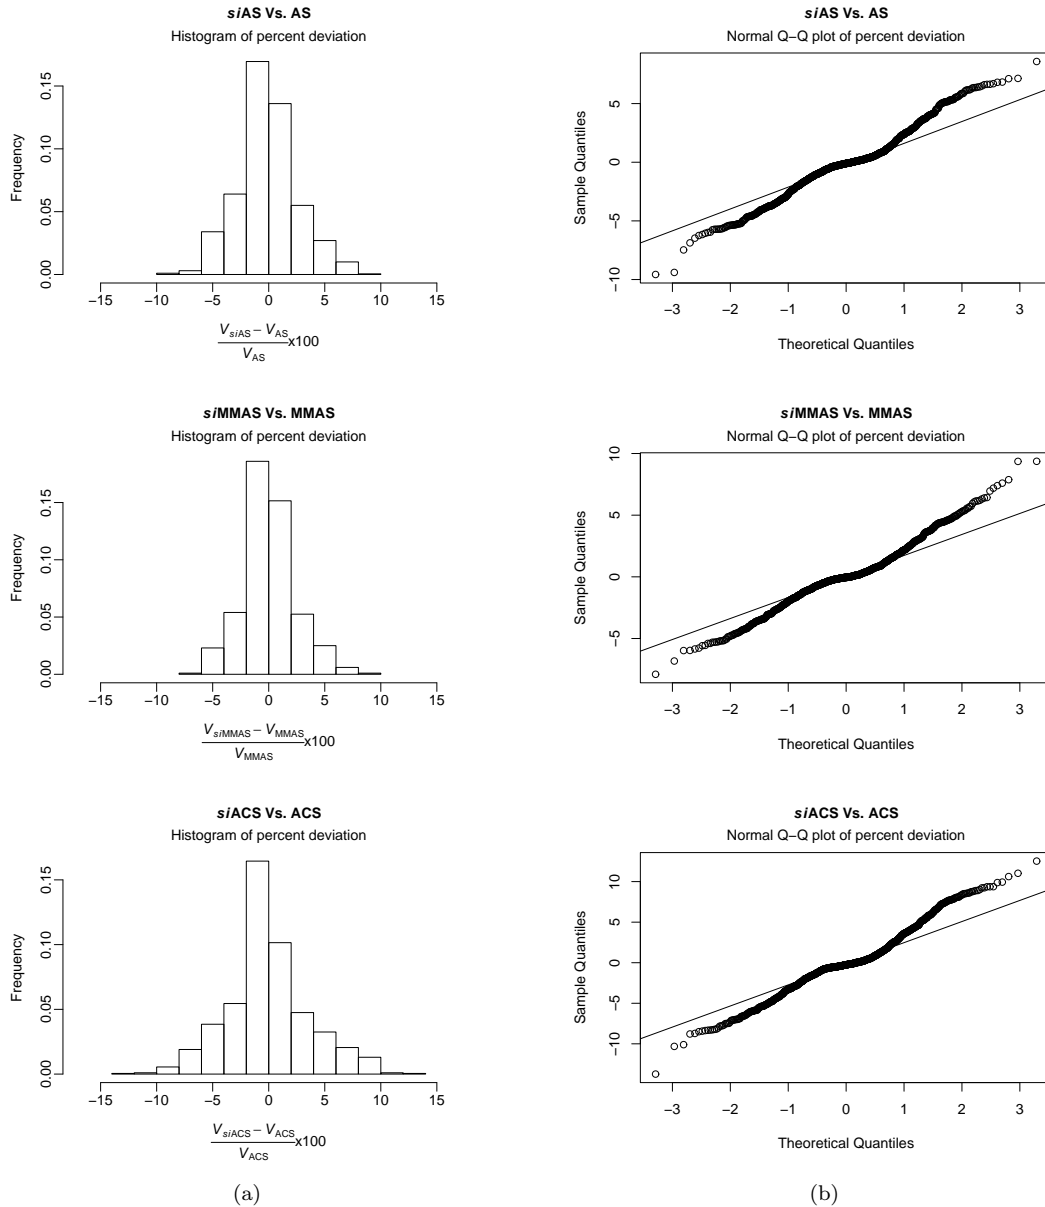 siAS Vs. AS
Histogram of percent deviation
Frequency
0.00 0.05 0.10 0.15
−15 −10 −5 0 5 10 15
VsiAS − VAS
VAS
x100
siAS Vs. AS
Normal Q−Q plot of percent deviation
Sample Quantiles
−10 −5 0 5
−3 −2 −1 0 1 2 3
Theoretical Quantiles
siMMAS Vs. MMAS
Histogram of percent deviation
Frequency
0.00 0.05 0.15
−15 −10 −5 0 5 10 15
VsiMMAS − VMMAS
VMMAS
x100
siMMAS Vs. MMAS
Normal Q−Q plot of percent deviation
Sample Quantiles
−5 0 5 10
−3 −2 −1 0 1 2 3
Theoretical Quantiles
siACS Vs. ACS
Histogram of percent deviation
Frequency
0.00 0.05 0.10 0.15
−15 −10 −5 0 5 10 15
VsiACS − VACS
VACS
x100
siACS Vs. ACS
Normal Q−Q plot of percent deviation
Sample Quantiles
−10 −5 0 5 10
−3 −2 −1 0 1 2 3
Theoretical Quantiles
(a)
(b)